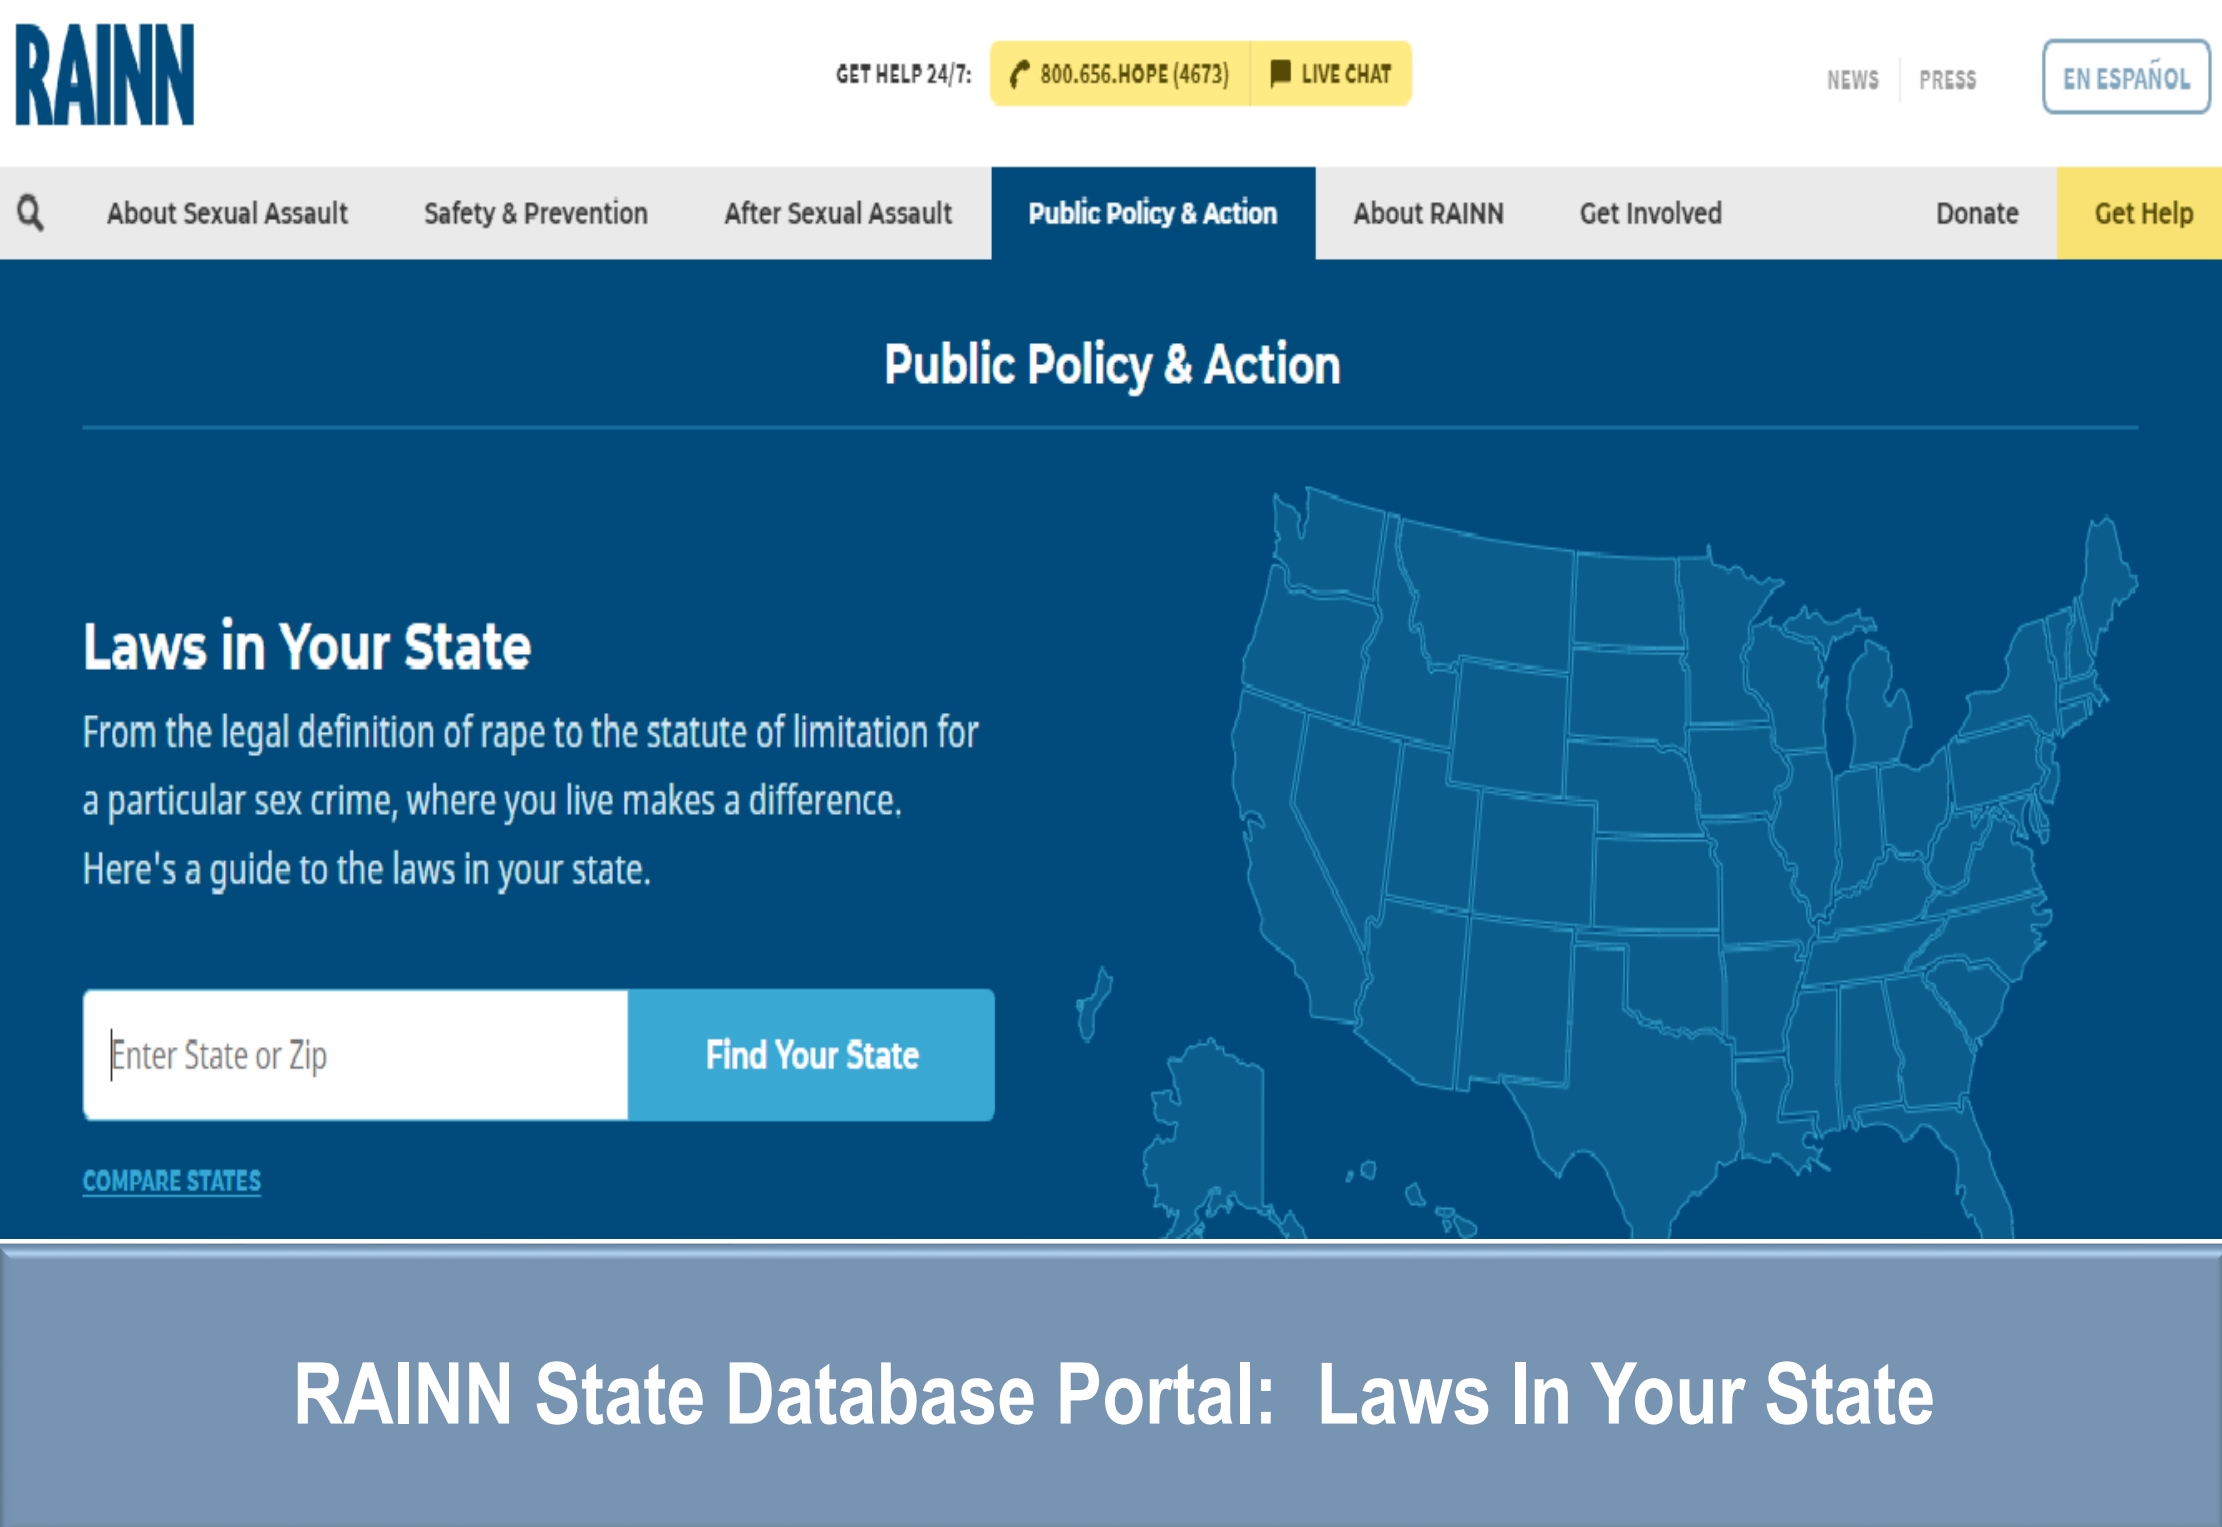 RAINN
GET HELP 24/7: 800.656.HOPE (4673) LIVE CHAT
NEWS PRESS EN ESPAÑOL
About Sexual Assault Safety & Prevention After Sexual Assault Public Policy & Action About RAINN Get Involved Donate Get Help
Public Policy & Action
Laws in Your State
From the legal definition of rape to the statute of limitation for
a particular sex crime, where you live makes a difference.
Here's a guide to the laws in your state.
Enter State or Zip Find Your State
COMPARE STATES
RAINN State Database Portal: Laws In Your State